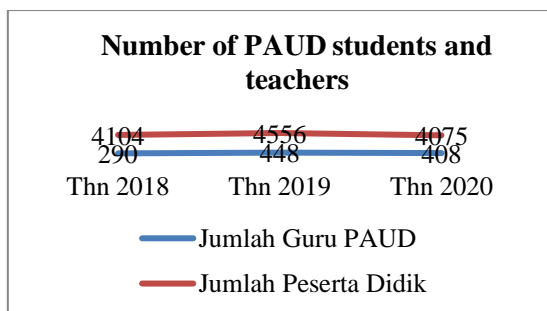 Number of PAUD students and
teachers
4104 4556 4075
290 448 408
Thn 2018 Thn 2019 Thn 2020
Jumlah Guru PAUD
Jumlah Peserta Didik